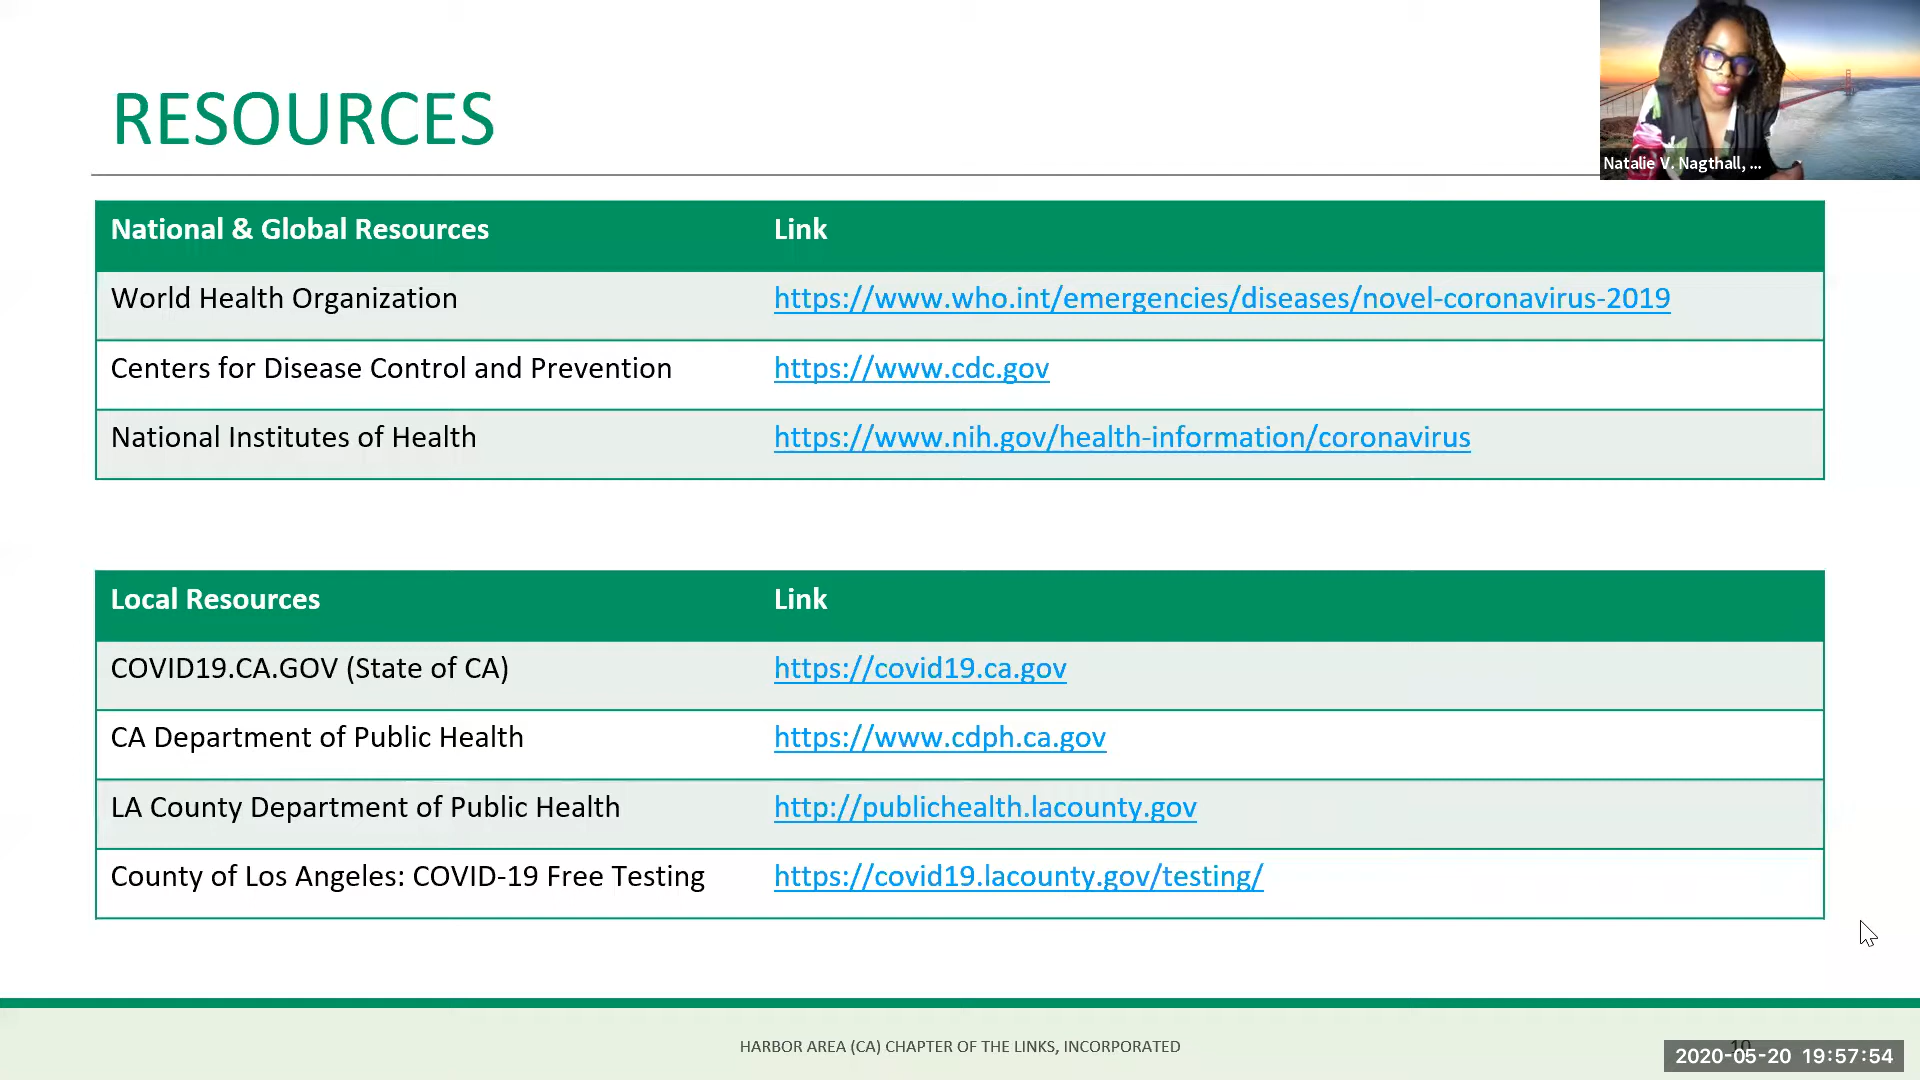 RESOURCES
Natalie V. Nagthall, ...
National & Global Resources Link
World Health Organization https://www.who.int/emergencies/diseases/novel-coronavirus-2019
Centers for Disease Control and Prevention https://www.cdc.gov
National Institutes of Health https://www.nih.gov/health-information/coronavirus
Local Resources Link
COVID19.CA.GOV (State of CA) https://covid19.ca.gov
CA Department of Public Health https://www.cdph.ca.gov
LA County Department of Public Health http://publichealth.lacounty.gov
County of Los Angeles: COVID-19 Free Testing https://covid19.lacounty.gov/testing/
HARBOR AREA (CA) CHAPTER OF THE LINKS, INCORPORATED
10
2020-05-20 19:57:54